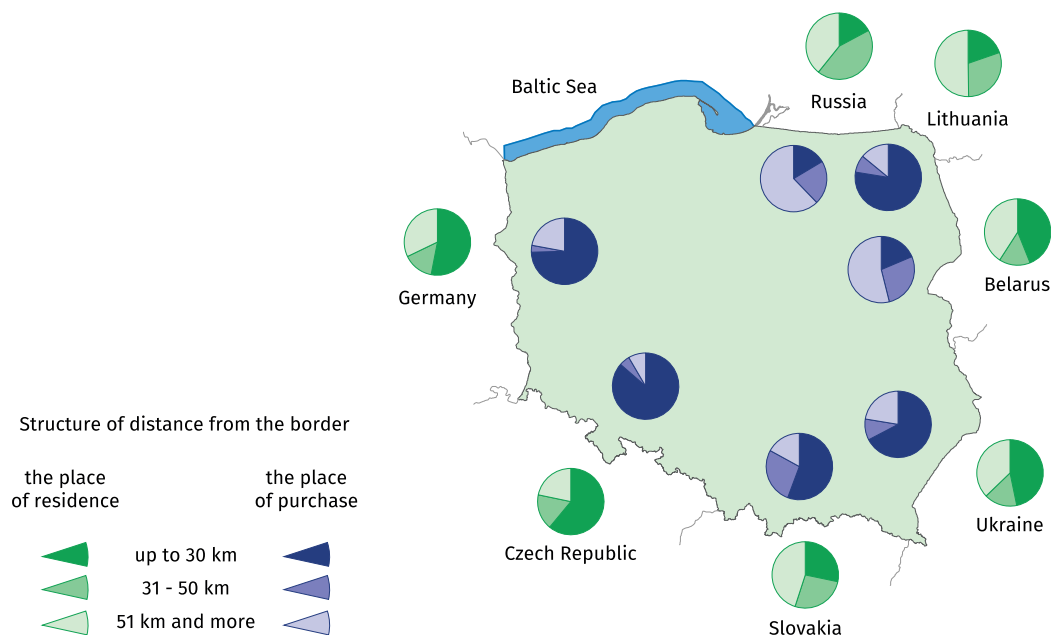 Baltic Sea
Russia
Lithuania
Germany
Belarus
Structure of distance from the border
the place
of residence
the place
of purchase
up to 30 km
31 - 50 km
51 km and more
Czech Republic
Ukraine
Slovakia